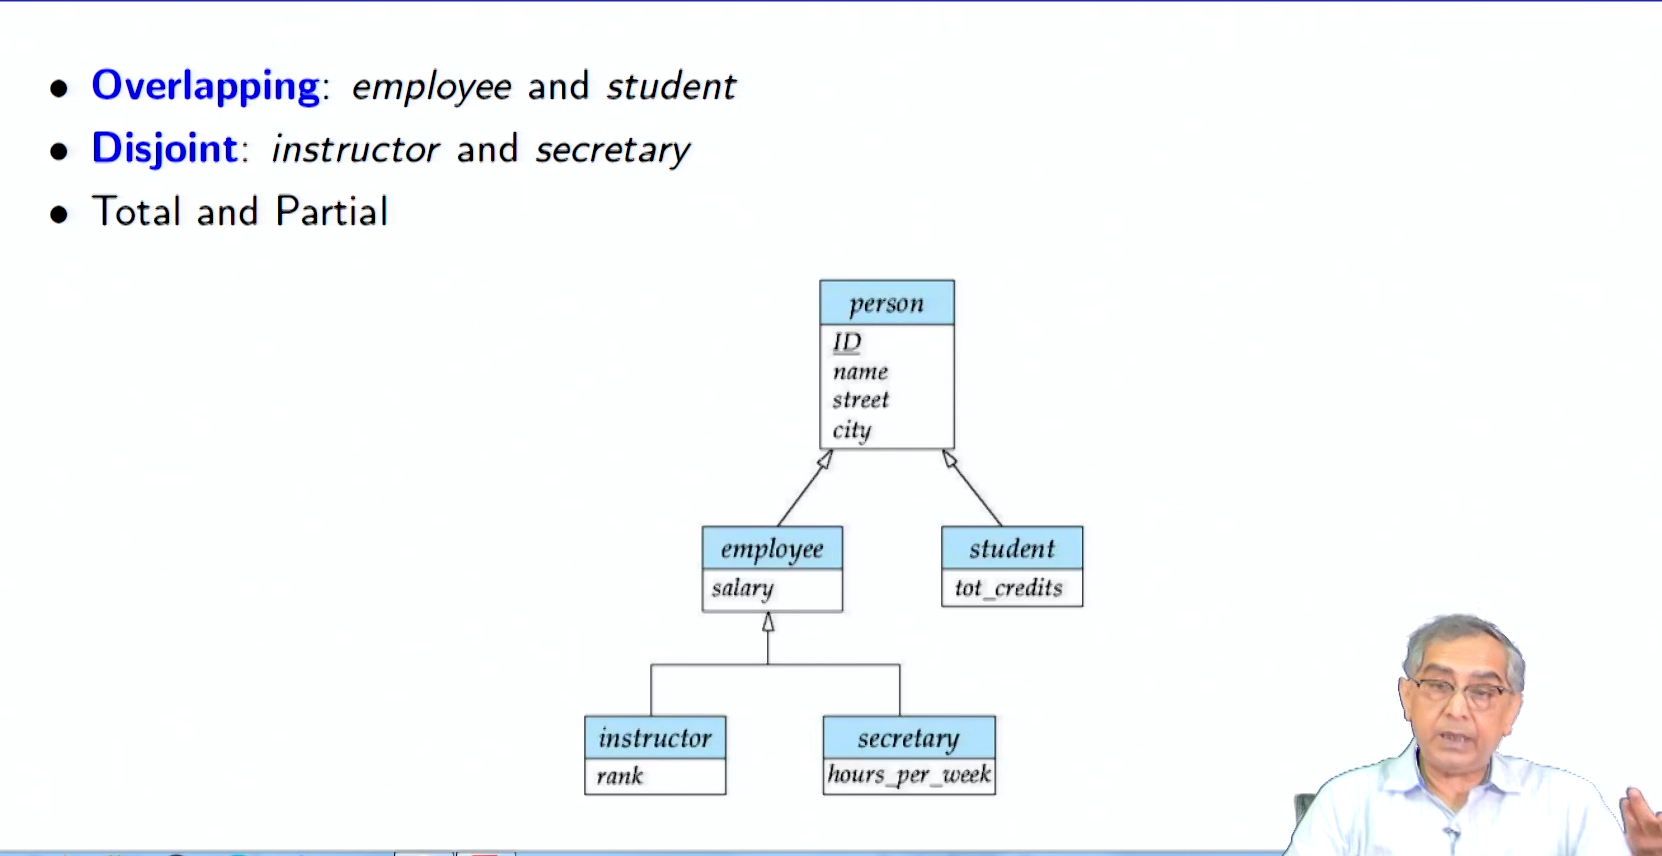 • Overlapping: employee and student
• Disjoint: instructor and secretary
• Total and Partial
person
ID
name
street
city
employee
salary
student
tot_credits
instructor
rank
secretary
hours_per_week